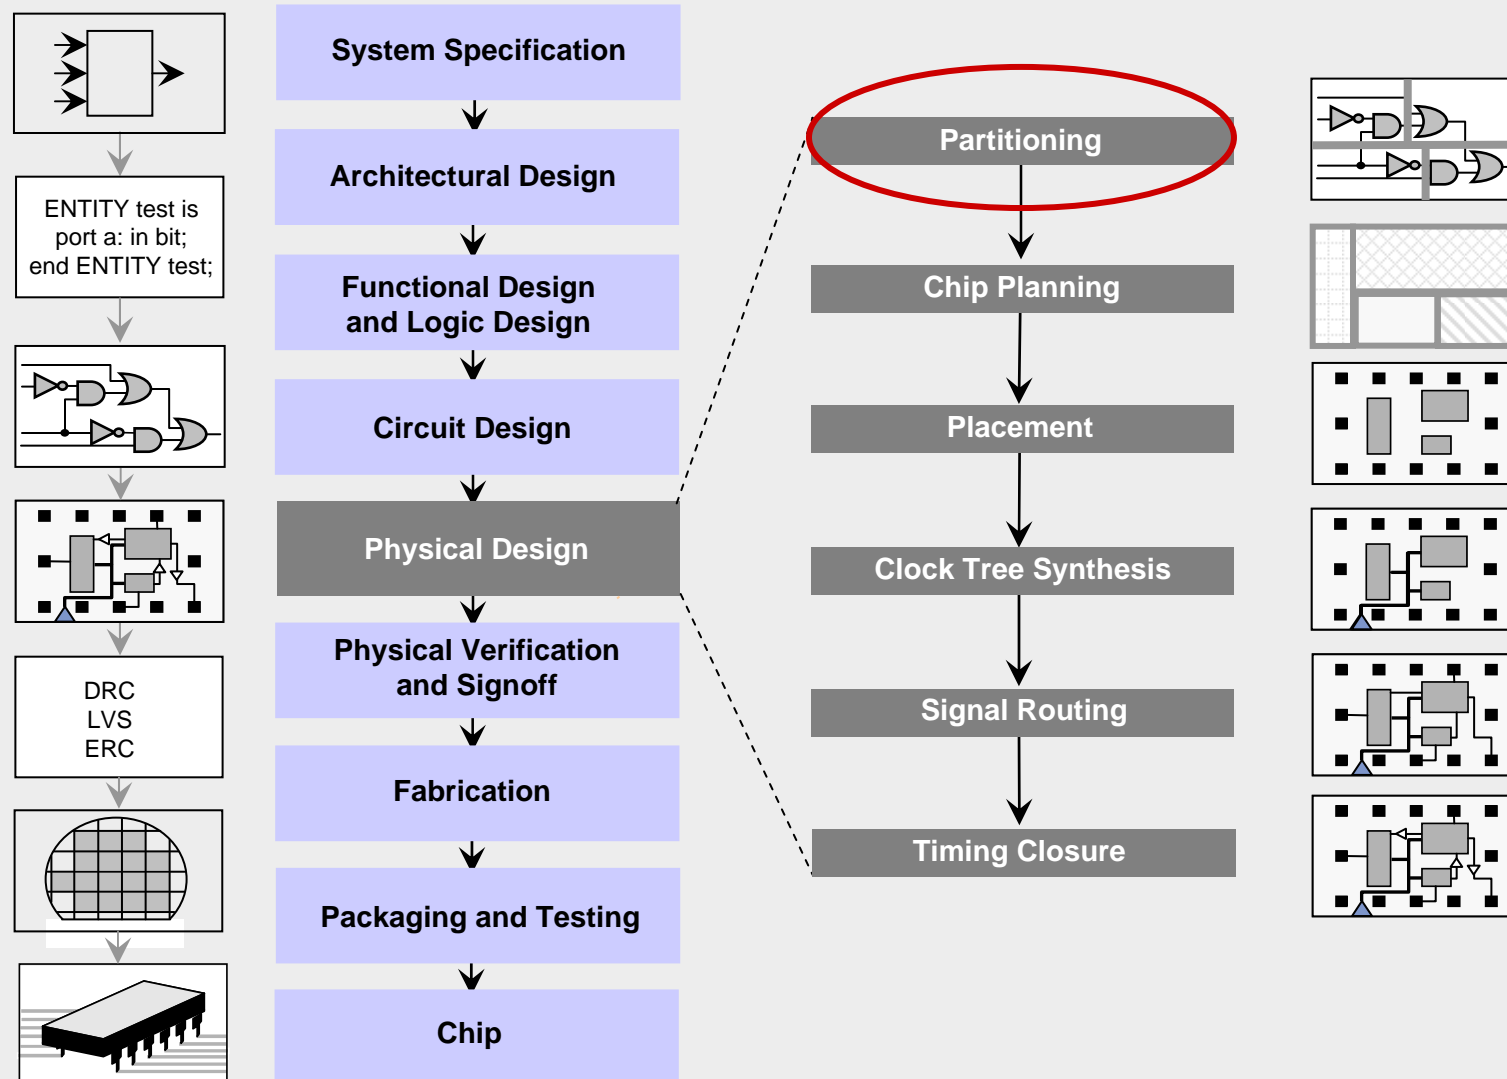 System Specification
Architectural Design
ENTITY test is
port a: in bit;
end ENTITY test;
Functional Design
and Logic Design
Circuit Design
Physical Design
Physical Verification
and Signoff
DRC
LVS
ERC
Fabrication
Packaging and Testing
Chip
Partitioning
Chip Planning
Placement
Clock Tree Synthesis
Signal Routing
Timing Closure